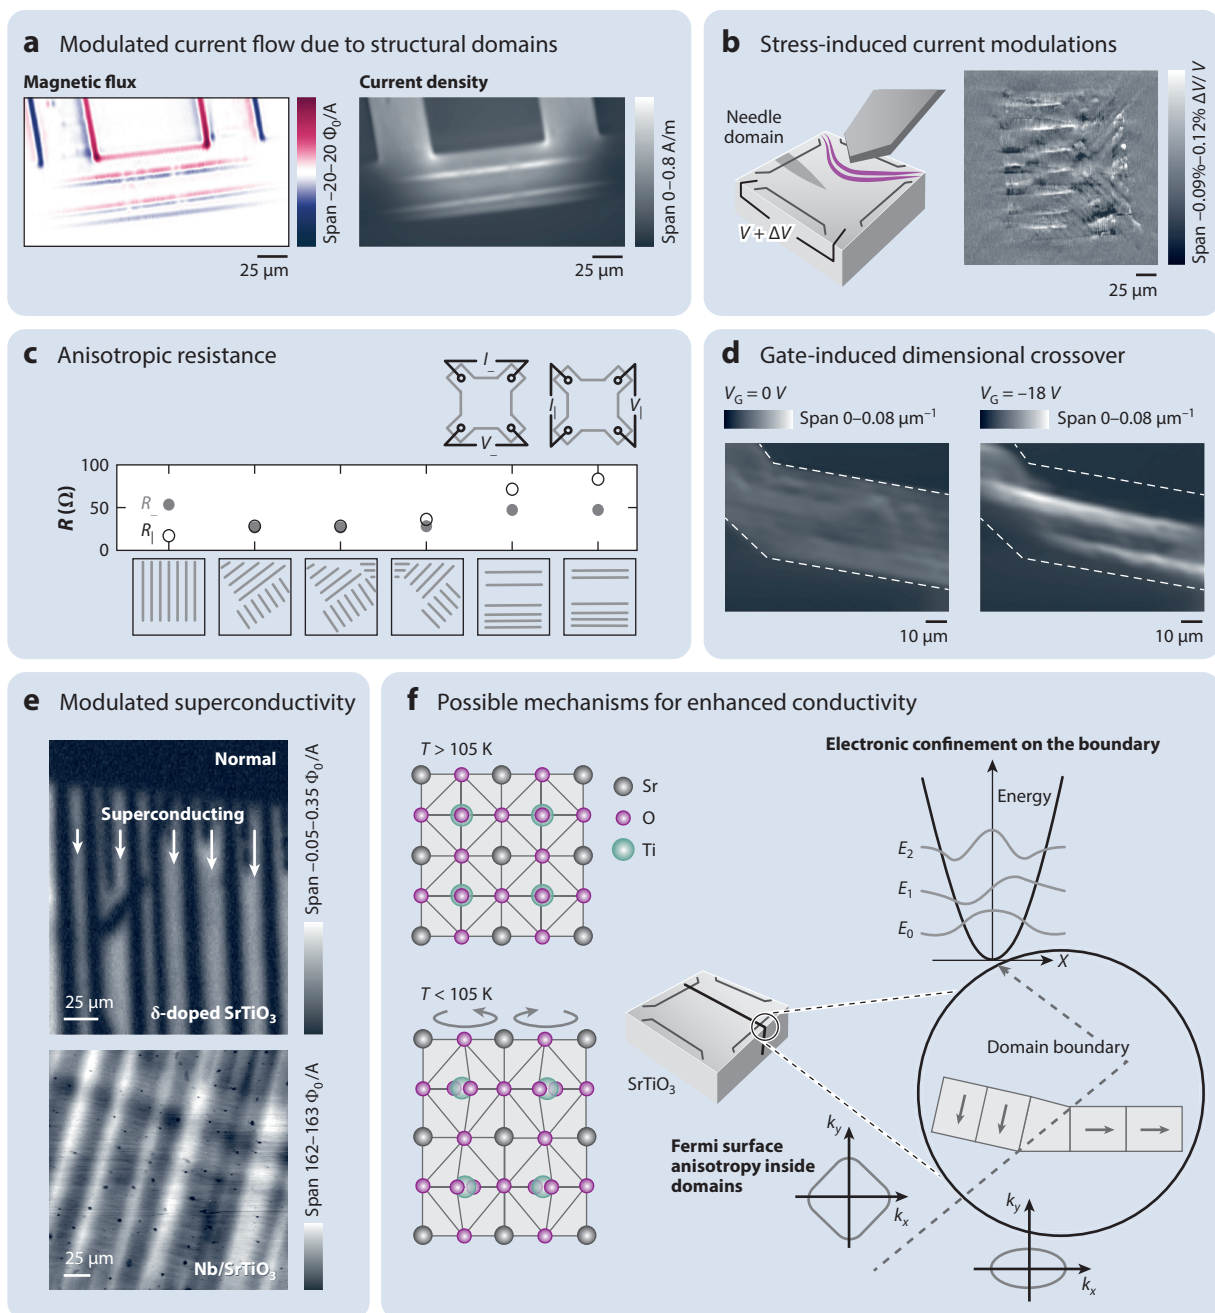 a Modulated current flow due to structural domains
Magnetic flux
Span –20–20 Φ0/A
25 µm
Current density
Span 0–0.8 A/m
25 µm
b Stress-induced current modulations
Needle
domain
V + ΔV
Span –0.09%–0.12% ΔV/V
25 µm
c Anisotropic resistance
I_
V_
I|
V|
R (Ω)
100
50
0
R_
R|
d Gate-induced dimensional crossover
VG = 0 V
Span 0–0.08 µm–1
10 µm
VG = –18 V
Span 0–0.08 µm–1
10 µm
e Modulated superconductivity
Normal
Superconducting
25 µm
δ-doped SrTiO3
Span –0.05–0.35 Φ0/A
25 µm
Nb/SrTiO3
Span 162–163 Φ0/A
f Possible mechanisms for enhanced conductivity
T > 105 K
Sr
O
Ti
T < 105 K
SrTiO3
Electronic confinement on the boundary
Energy
E2
E1
E0
X
Domain boundary
Fermi surface
anisotropy inside
domains
ky
kx
ky
kx